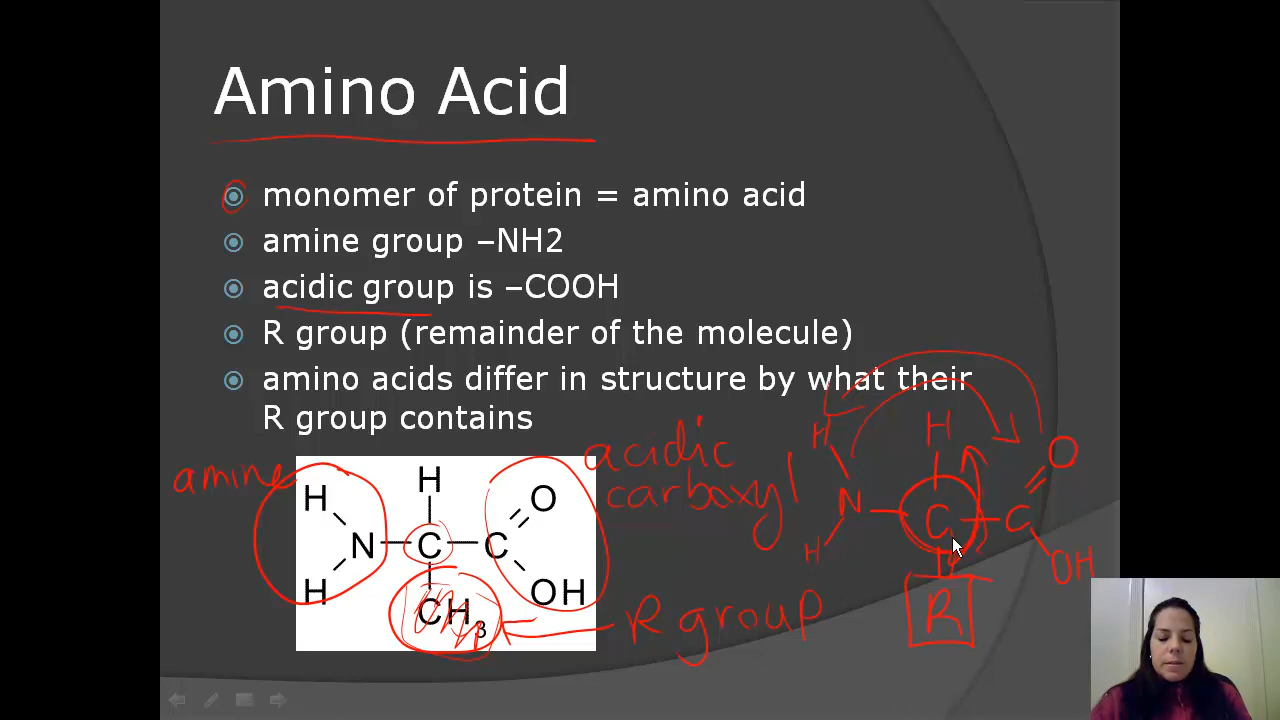 Amino Acid
monomer of protein = amino acid
amine group –NH2
acidic group is –COOH
R group (remainder of the molecule)
amino acids differ in structure by what their
R group contains
amine
H
H
N
C
C
O
H
OH
CH3
acidic
carboxyl
R group
H
H
O
N
C
C
H
OH
R